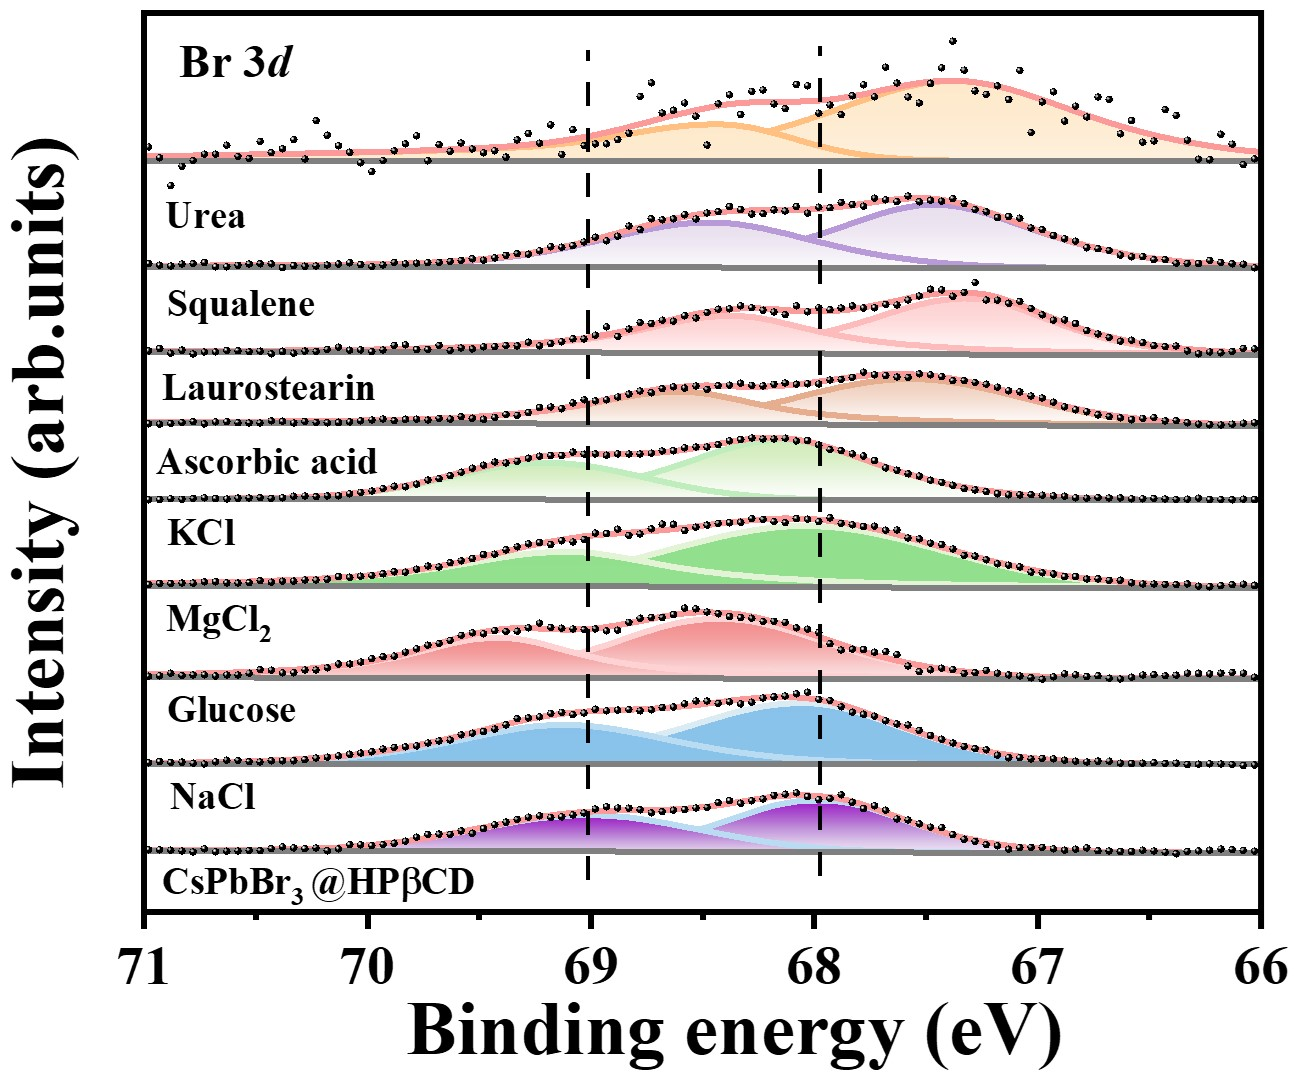 Br 3d
Urea
Squalene
Laurostearin
Ascorbic acid
KCl
MgCl2
Glucose
NaCl
CsPbBr3 @HPβCD
71 70 69 68 67 66
Binding energy (eV)
Intensity (arb.units)